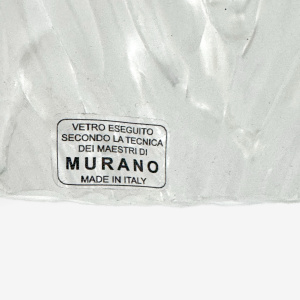 VETRO ESEGUITO
SECONDO LA TECNICA
DEI MAESTRI DI
MURANO
MADE IN ITALY